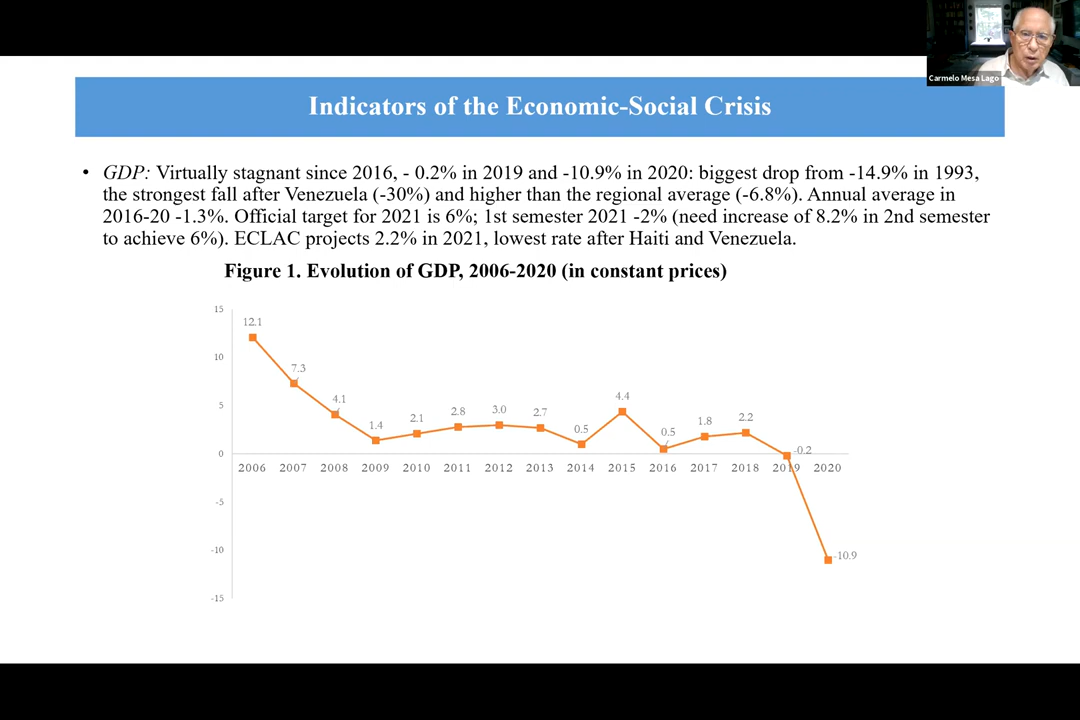 Carmelo Mesa Lago
Indicators of the Economic-Social Crisis
• GDP: Virtually stagnant since 2016, - 0.2% in 2019 and -10.9% in 2020: biggest drop from -14.9% in 1993,
the strongest fall after Venezuela (-30%) and higher than the regional average (-6.8%). Annual average in
2016-20 -1.3%. Official target for 2021 is 6%; 1st semester 2021 -2% (need increase of 8.2% in 2nd semester
to achieve 6%). ECLAC projects 2.2% in 2021, lowest rate after Haiti and Venezuela.
Figure 1. Evolution of GDP, 2006-2020 (in constant prices)
15
12.1
10
7.3
5
4.1
1.4
2.1
2.8
3.0
2.7
0.5
4.4
0.5
1.8
2.2
-0.2
0
2006 2007 2008 2009 2010 2011 2012 2013 2014 2015 2016 2017 2018 2019 2020
-5
-10
-10.9
-15